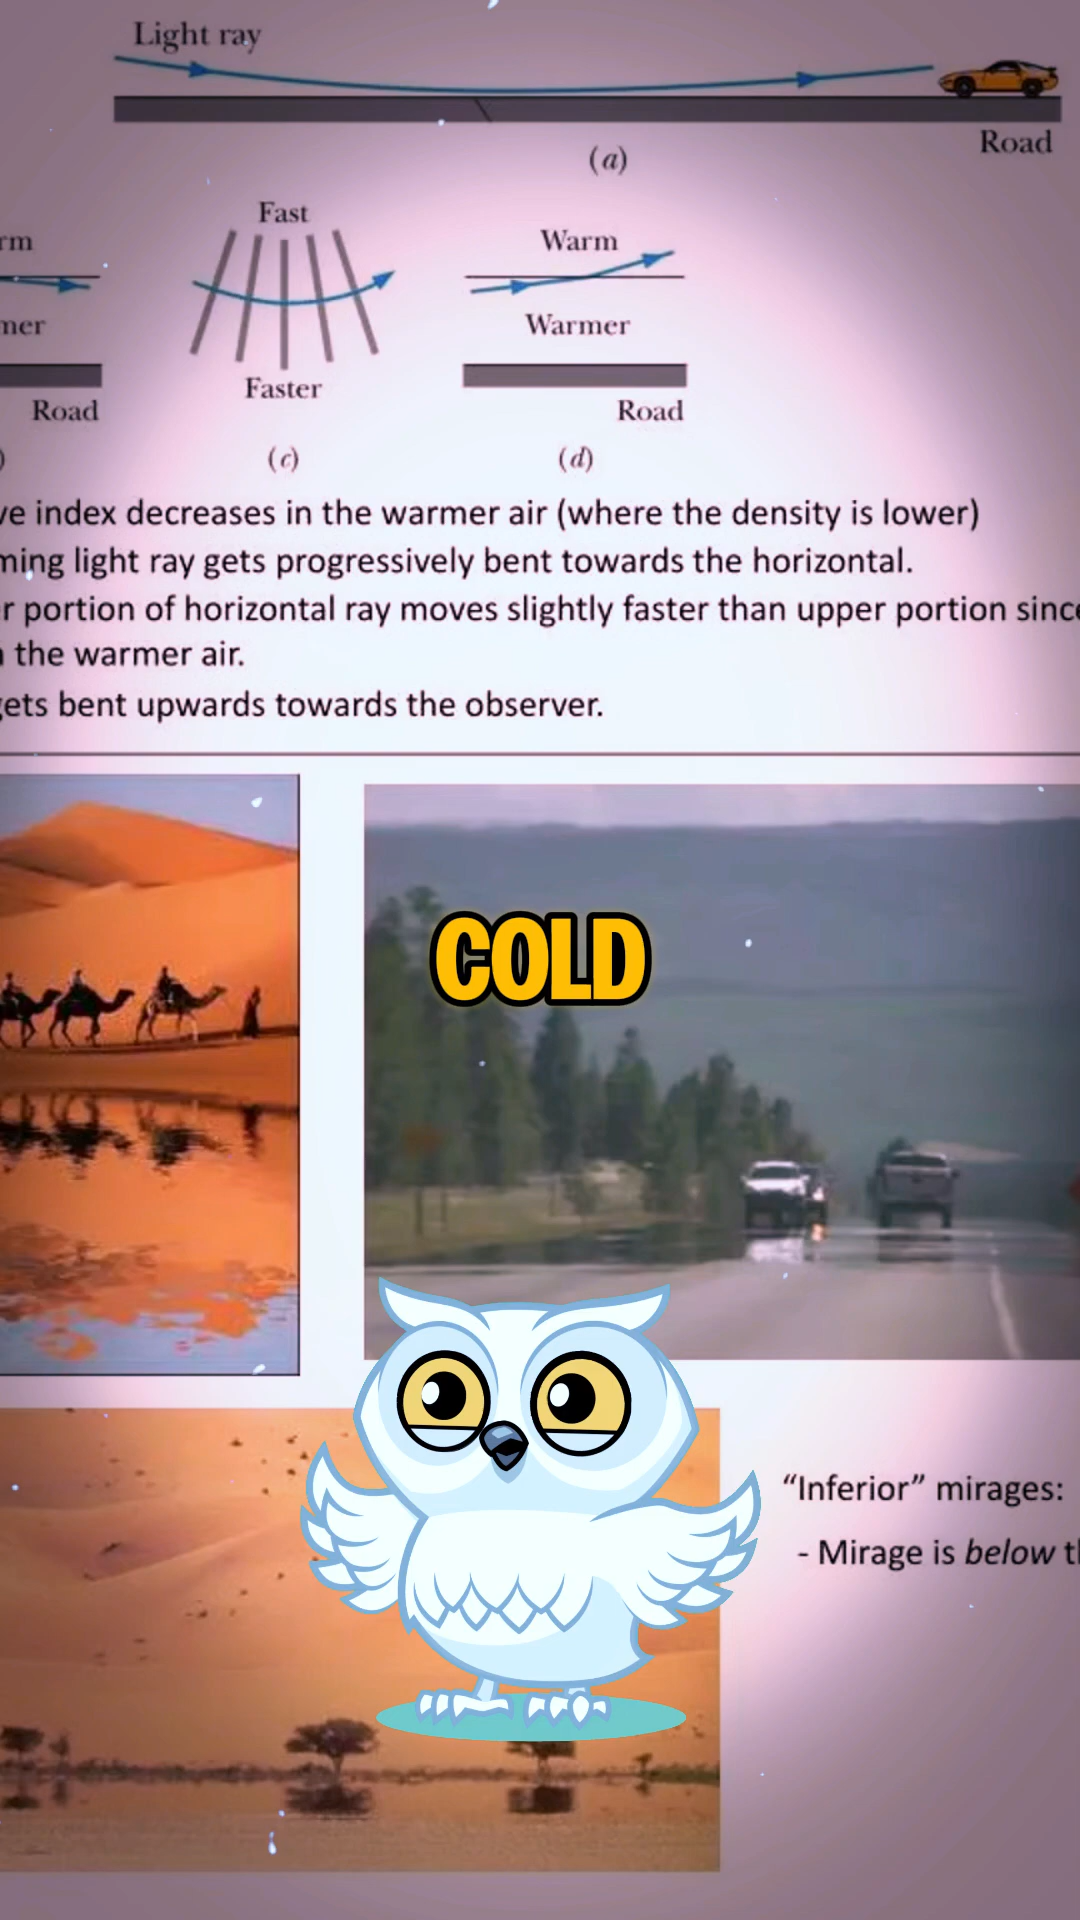 Light ray
Road
(a)
Fast
Warm
rm
mer
Warmer
Faster
Road
Road
)
(c)
(d)
ve index decreases in the warmer air (where the density is lower)
ming light ray gets progressively bent towards the horizontal.
r portion of horizontal ray moves slightly faster than upper portion since
the warmer air.
gets bent upwards towards the observer.
COLD
“Inferior” mirages:
- Mirage is below th